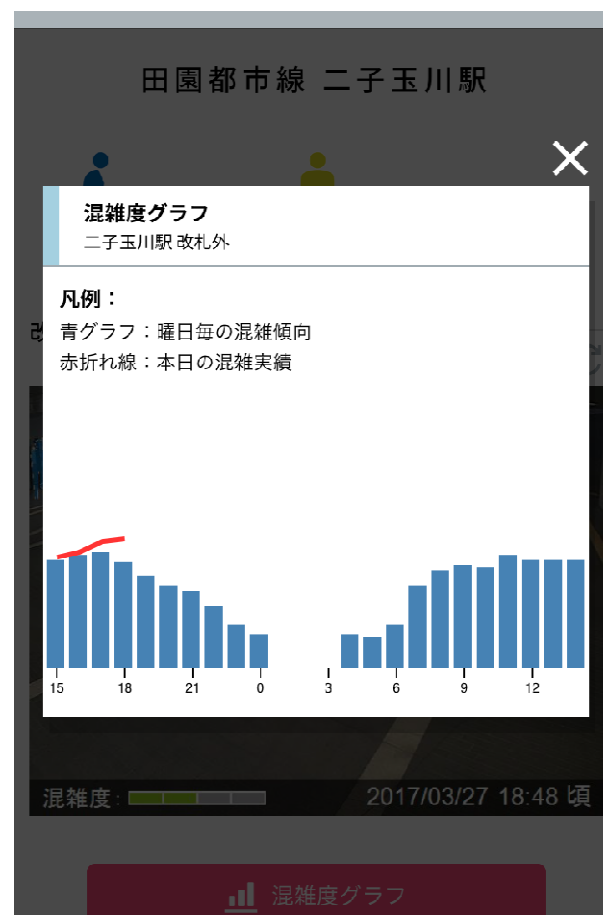 田園都市線 二子玉川駅
混雑度グラフ
二子玉川駅 改札外
凡例：
改
青グラフ：曜日毎の混雑傾向
赤折れ線：本日の混雑実績
15 18 21 0 3 6 9 12
混雑度: 2017/03/27 18:48 頃
混雑度グラフ